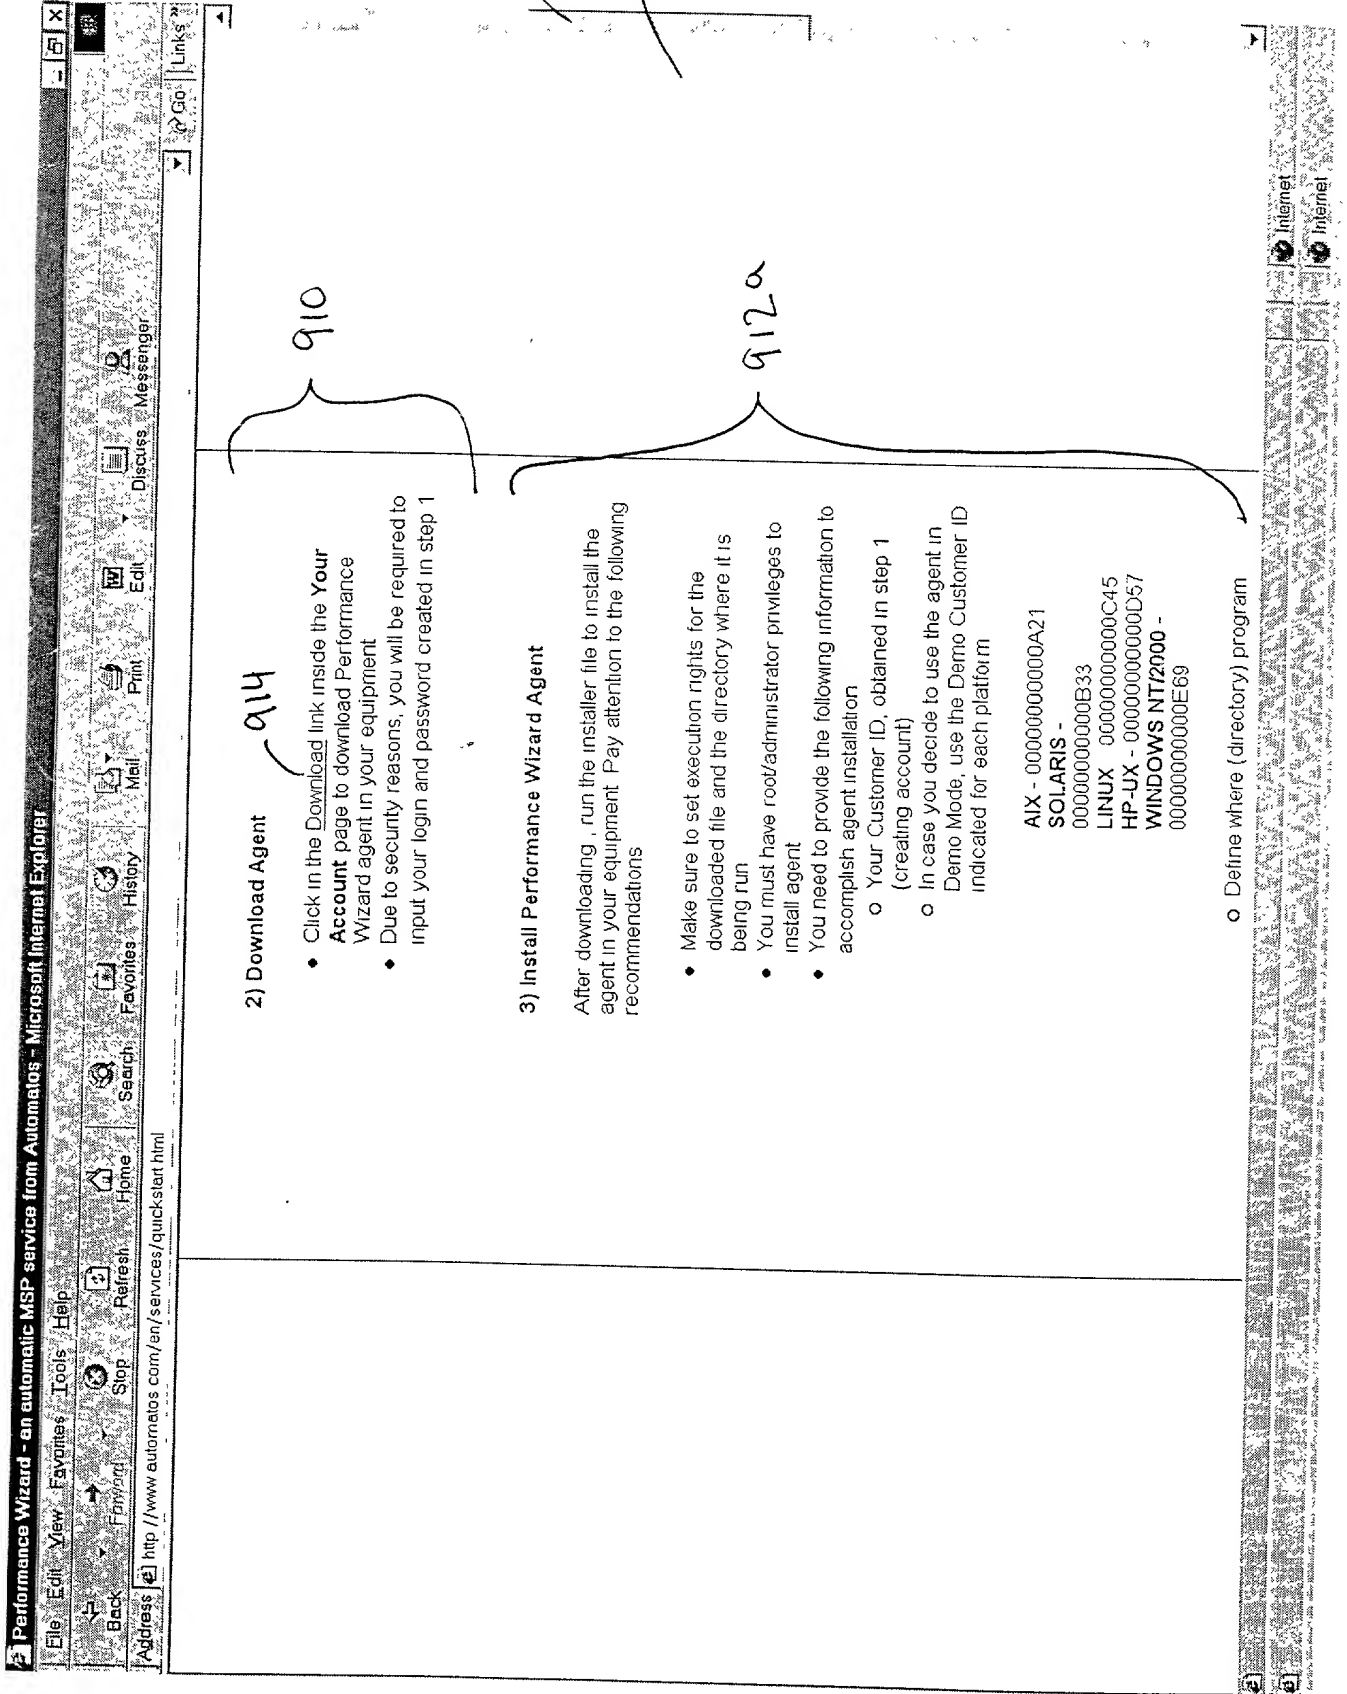 Performance Wizard - an automatic MSP service from Automatos - Microsoft Internet Explorer
File Edit View Favorites Tools Help
Back Forward Stop Refresh Home Search Favorites History Mail Print Edit Discuss Messenger
Address http //www automatos com/en/services/quickstart html Go Links »
2) Download Agent
914
• Click in the Download link inside the Your
Account page to download Performance
Wizard agent in your equipment
• Due to security reasons, you will be required to
input your login and password created in step 1
910
3) Install Performance Wizard Agent
After downloading , run the installer file to install the
agent in your equipment Pay attention to the following
recommendations
• Make sure to set execution rights for the
downloaded file and the directory where it is
being run
• You must have root/administrator privileges to
install agent
• You need to provide the following information to
accomplish agent installation
o Your Customer ID, obtained in step 1
(creating account)
o In case you decide to use the agent in
Demo Mode, use the Demo Customer ID
indicated for each platform
912a
AIX - 00000000000A21
SOLARIS -
00000000000B33
LINUX 00000000000C45
HP-UX - 00000000000D57
WINDOWS NT/2000 -
00000000000E69
o Define where (directory) program
Internet
Internet